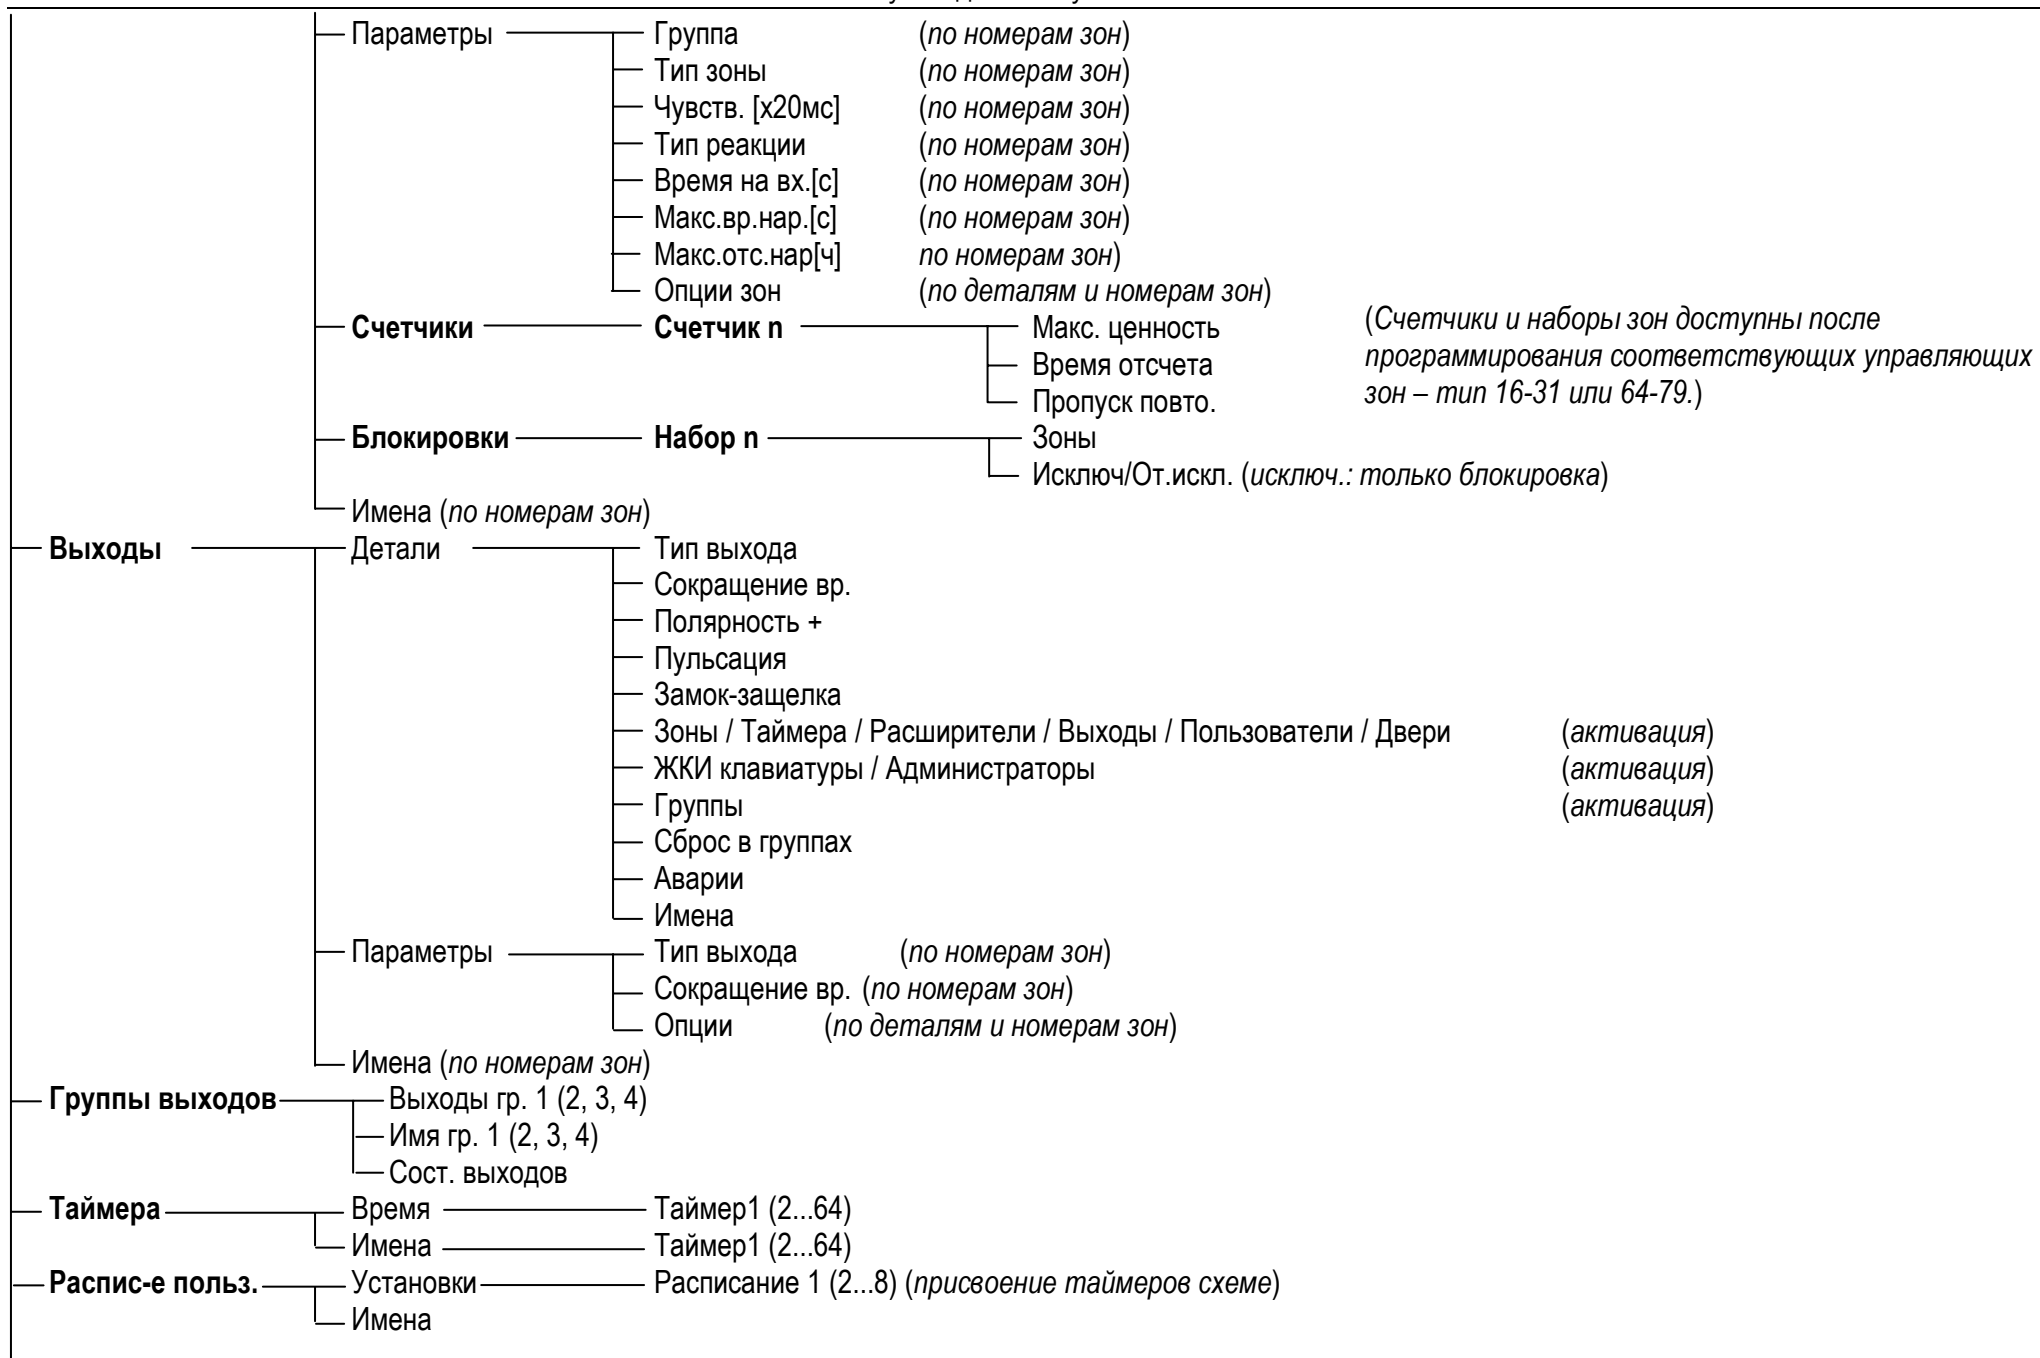 Параметры Группа (по номерам зон)
Тип зоны (по номерам зон)
Чувств. [x20мс] (по номерам зон)
Тип реакции (по номерам зон)
Время на вх.[с] (по номерам зон)
Макс.вр.нар.[с] (по номерам зон)
Макс.отс.нар[ч] по номерам зон)
Опции зон (по деталям и номерам зон)
Счетчики Счетчик n Макс. ценность (Счетчики и наборы зон доступны после
Время отсчета программирования соответствующих управляющих
Пропуск повто. зон – тип 16-31 или 64-79.)
Блокировки Набор n Зоны
Исключ/От.искл. (исключ.: только блокировка)
Имена (по номерам зон)
Выходы Детали Тип выхода
Сокращение вр.
Полярность +
Пульсация
Замок-защелка
Зоны / Таймера / Расширители / Выходы / Пользователи / Двери (активация)
ЖКИ клавиатуры / Администраторы (активация)
Группы (активация)
Сброс в группах
Аварии
Имена
Параметры Тип выхода (по номерам зон)
Сокращение вр. (по номерам зон)
Опции (по деталям и номерам зон)
Имена (по номерам зон)
Группы выходов Выходы гр. 1 (2, 3, 4)
Имя гр. 1 (2, 3, 4)
Сост. выходов
Таймера Время Таймер1 (2...64)
Имена Таймер1 (2...64)
Распис-е польз. Установки Расписание 1 (2...8) (присвоение таймеров схеме)
Имена